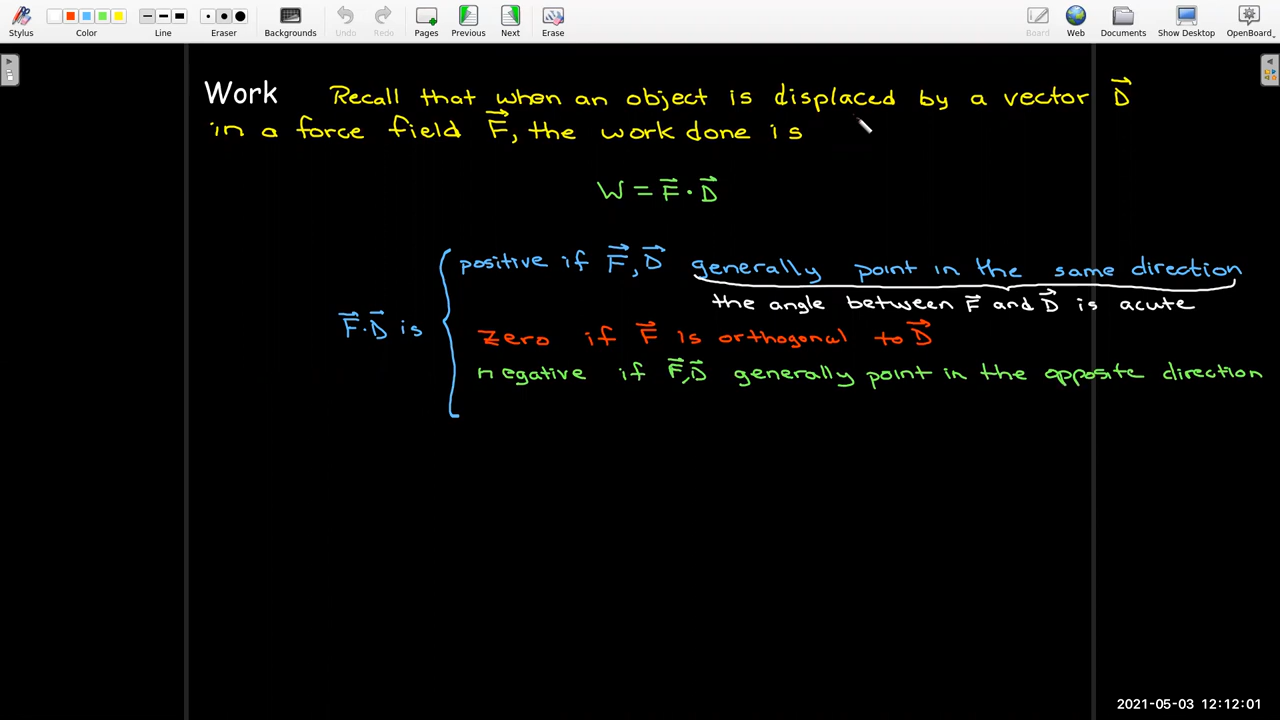 Stylus
Color
Line
Eraser
Backgrounds
Undo
Redo
Pages
Previous
Next
Erase
Board
Web
Documents
Show Desktop
OpenBoard
Work Recall that when an object is displaced by a vector D⃗
in a force field F⃗, the work done is
W = F⃗ · D⃗
positive if F⃗, D⃗ generally point in the same direction
the angle between F⃗ and D⃗ is acute
F⃗·D⃗ is
zero if F⃗ is orthogonal to D⃗
negative if F⃗, D⃗ generally point in the opposite direction
2021-05-03 12:12:01